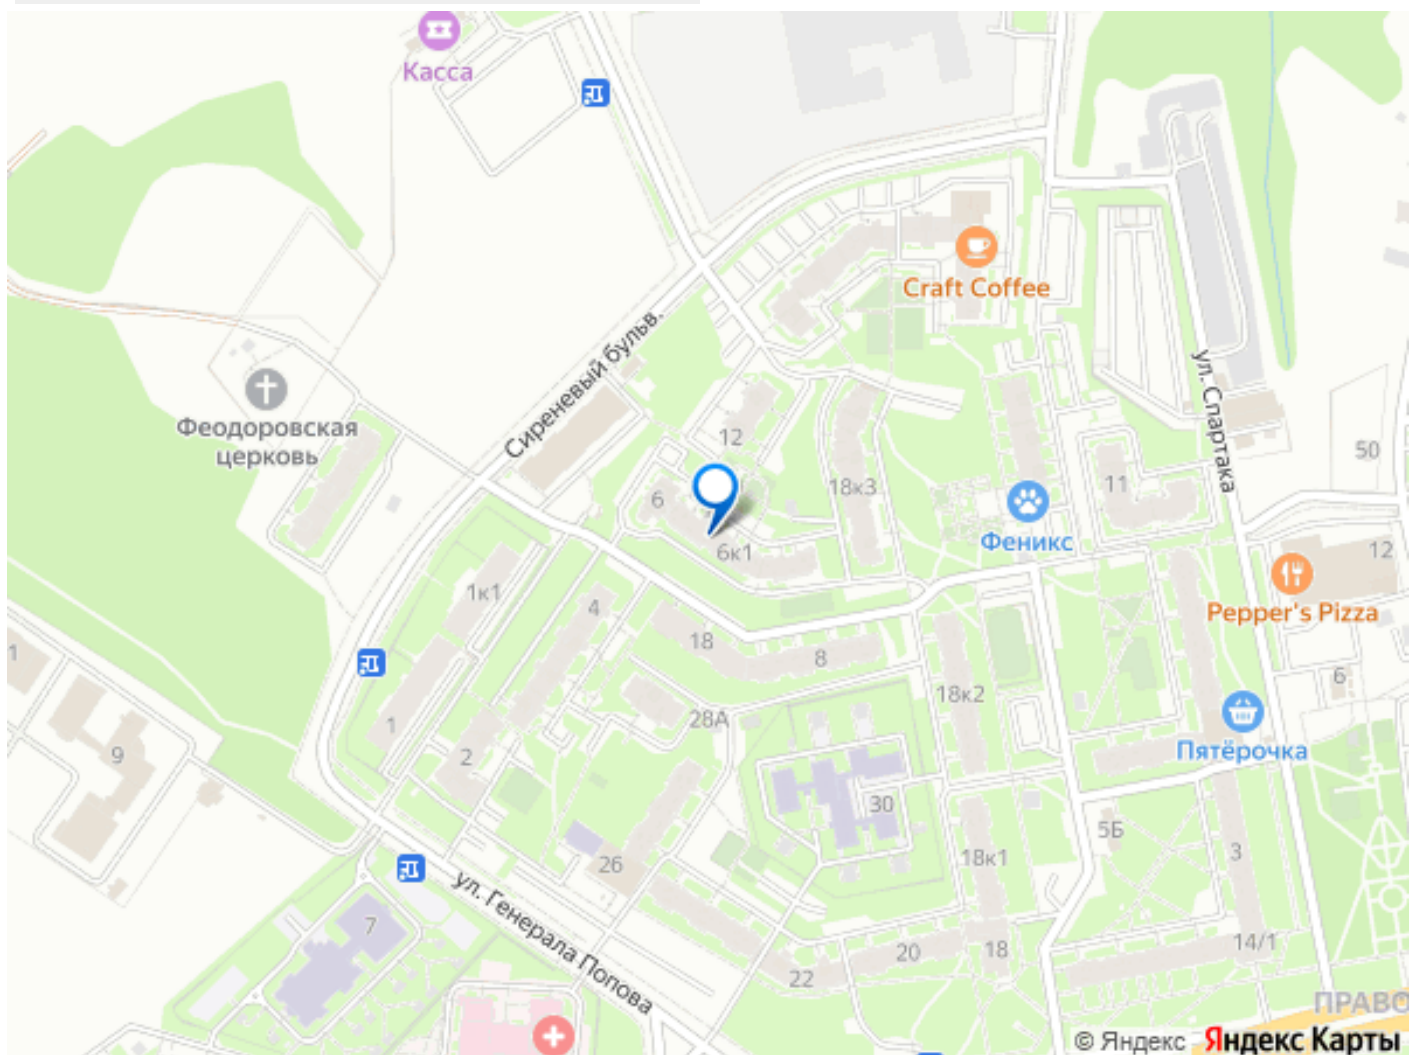 Касса
Craft Coffee
Сиреневый бульв.
ул. Спартака
Феодоровская
церковь
12
50
6
18к3
11
Феникс
6к1
12
1к1
4
Pepper's Pizza
18
8
1
6
18к2
28А
1
9
2
Пятёрочка
30
5Б
26
18к1
3
ул. Генерала Попова
7
20
18
14/1
22
ПРАВО
© Яндекс Яндекс Карты